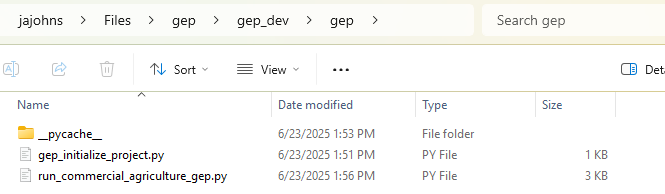 jajohns > Files > gep > gep_dev > gep > Search gep
Sort View ... Deta
Name Date modified Type Size
__pycache__ 6/23/2025 1:53 PM File folder
gep_initialize_project.py 6/23/2025 1:51 PM PY File 1 KB
run_commercial_agriculture_gep.py 6/23/2025 1:56 PM PY File 3 KB